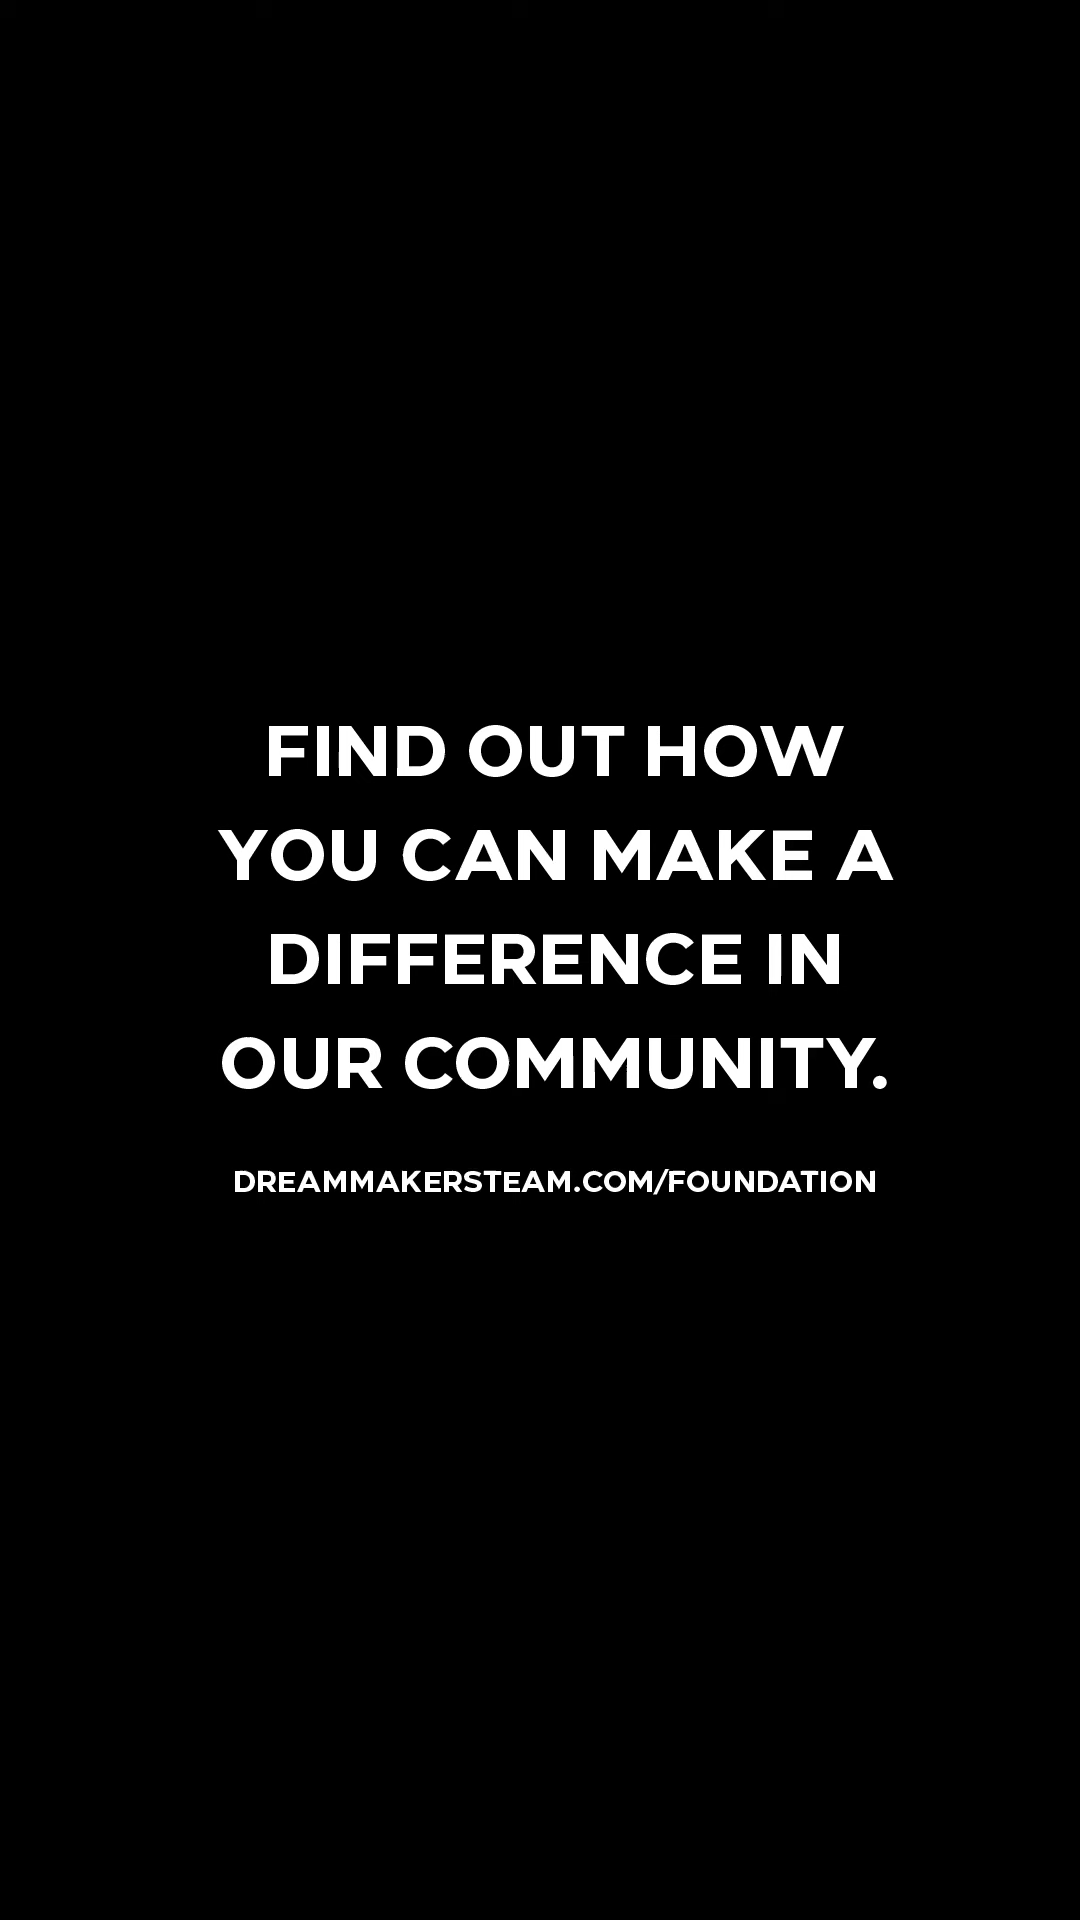 FIND OUT HOW
YOU CAN MAKE A
DIFFERENCE IN
OUR COMMUNITY.
DREAMMAKERSTEAM.COM/FOUNDATION